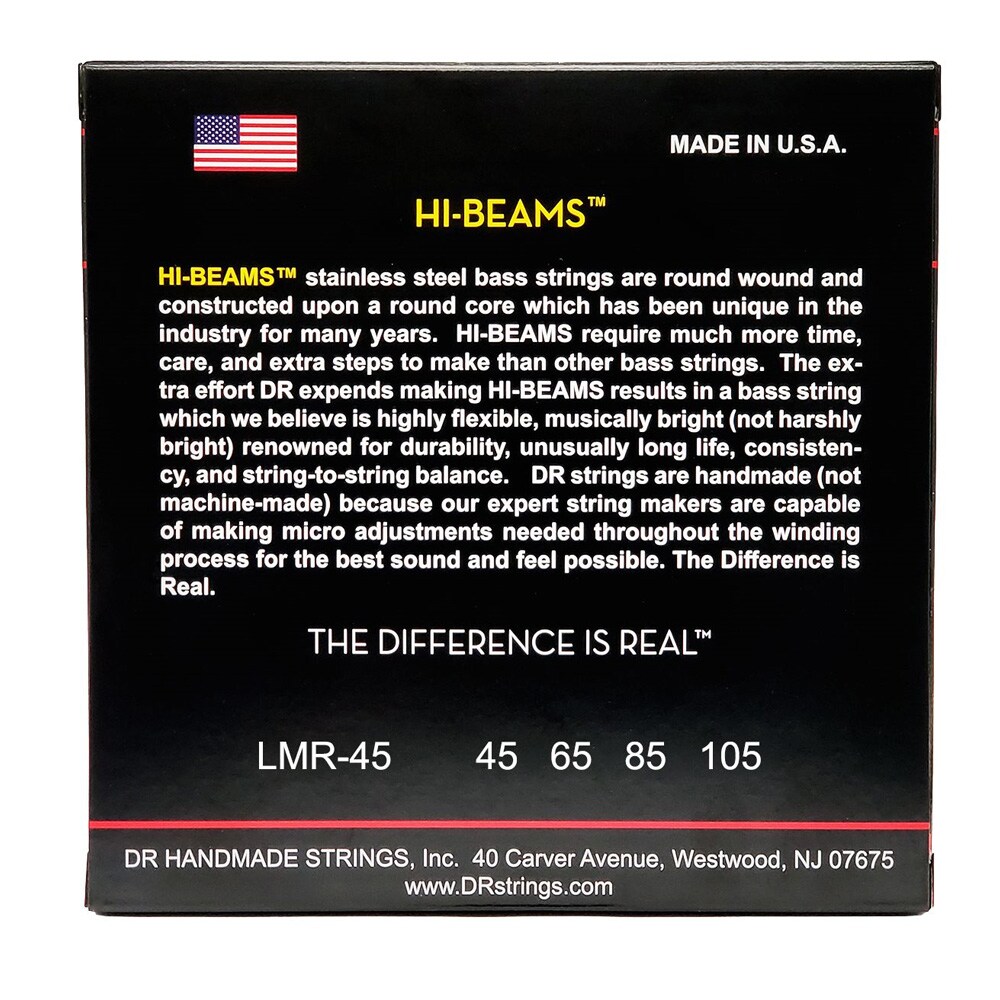 MADE IN U.S.A.
HI-BEAMS™
HI-BEAMS™ stainless steel bass strings are round wound and
constructed upon a round core which has been unique in the
industry for many years. HI-BEAMS require much more time,
care, and extra steps to make than other bass strings. The ex-
tra effort DR expends making HI-BEAMS results in a bass string
which we believe is highly flexible, musically bright (not harshly
bright) renowned for durability, unusually long life, consisten-
cy, and string-to-string balance. DR strings are handmade (not
machine-made) because our expert string makers are capable
of making micro adjustments needed throughout the winding
process for the best sound and feel possible. The Difference is
Real.
THE DIFFERENCE IS REAL™
LMR-45 45 65 85 105
DR HANDMADE STRINGS, Inc. 40 Carver Avenue, Westwood, NJ 07675
www.DRstrings.com